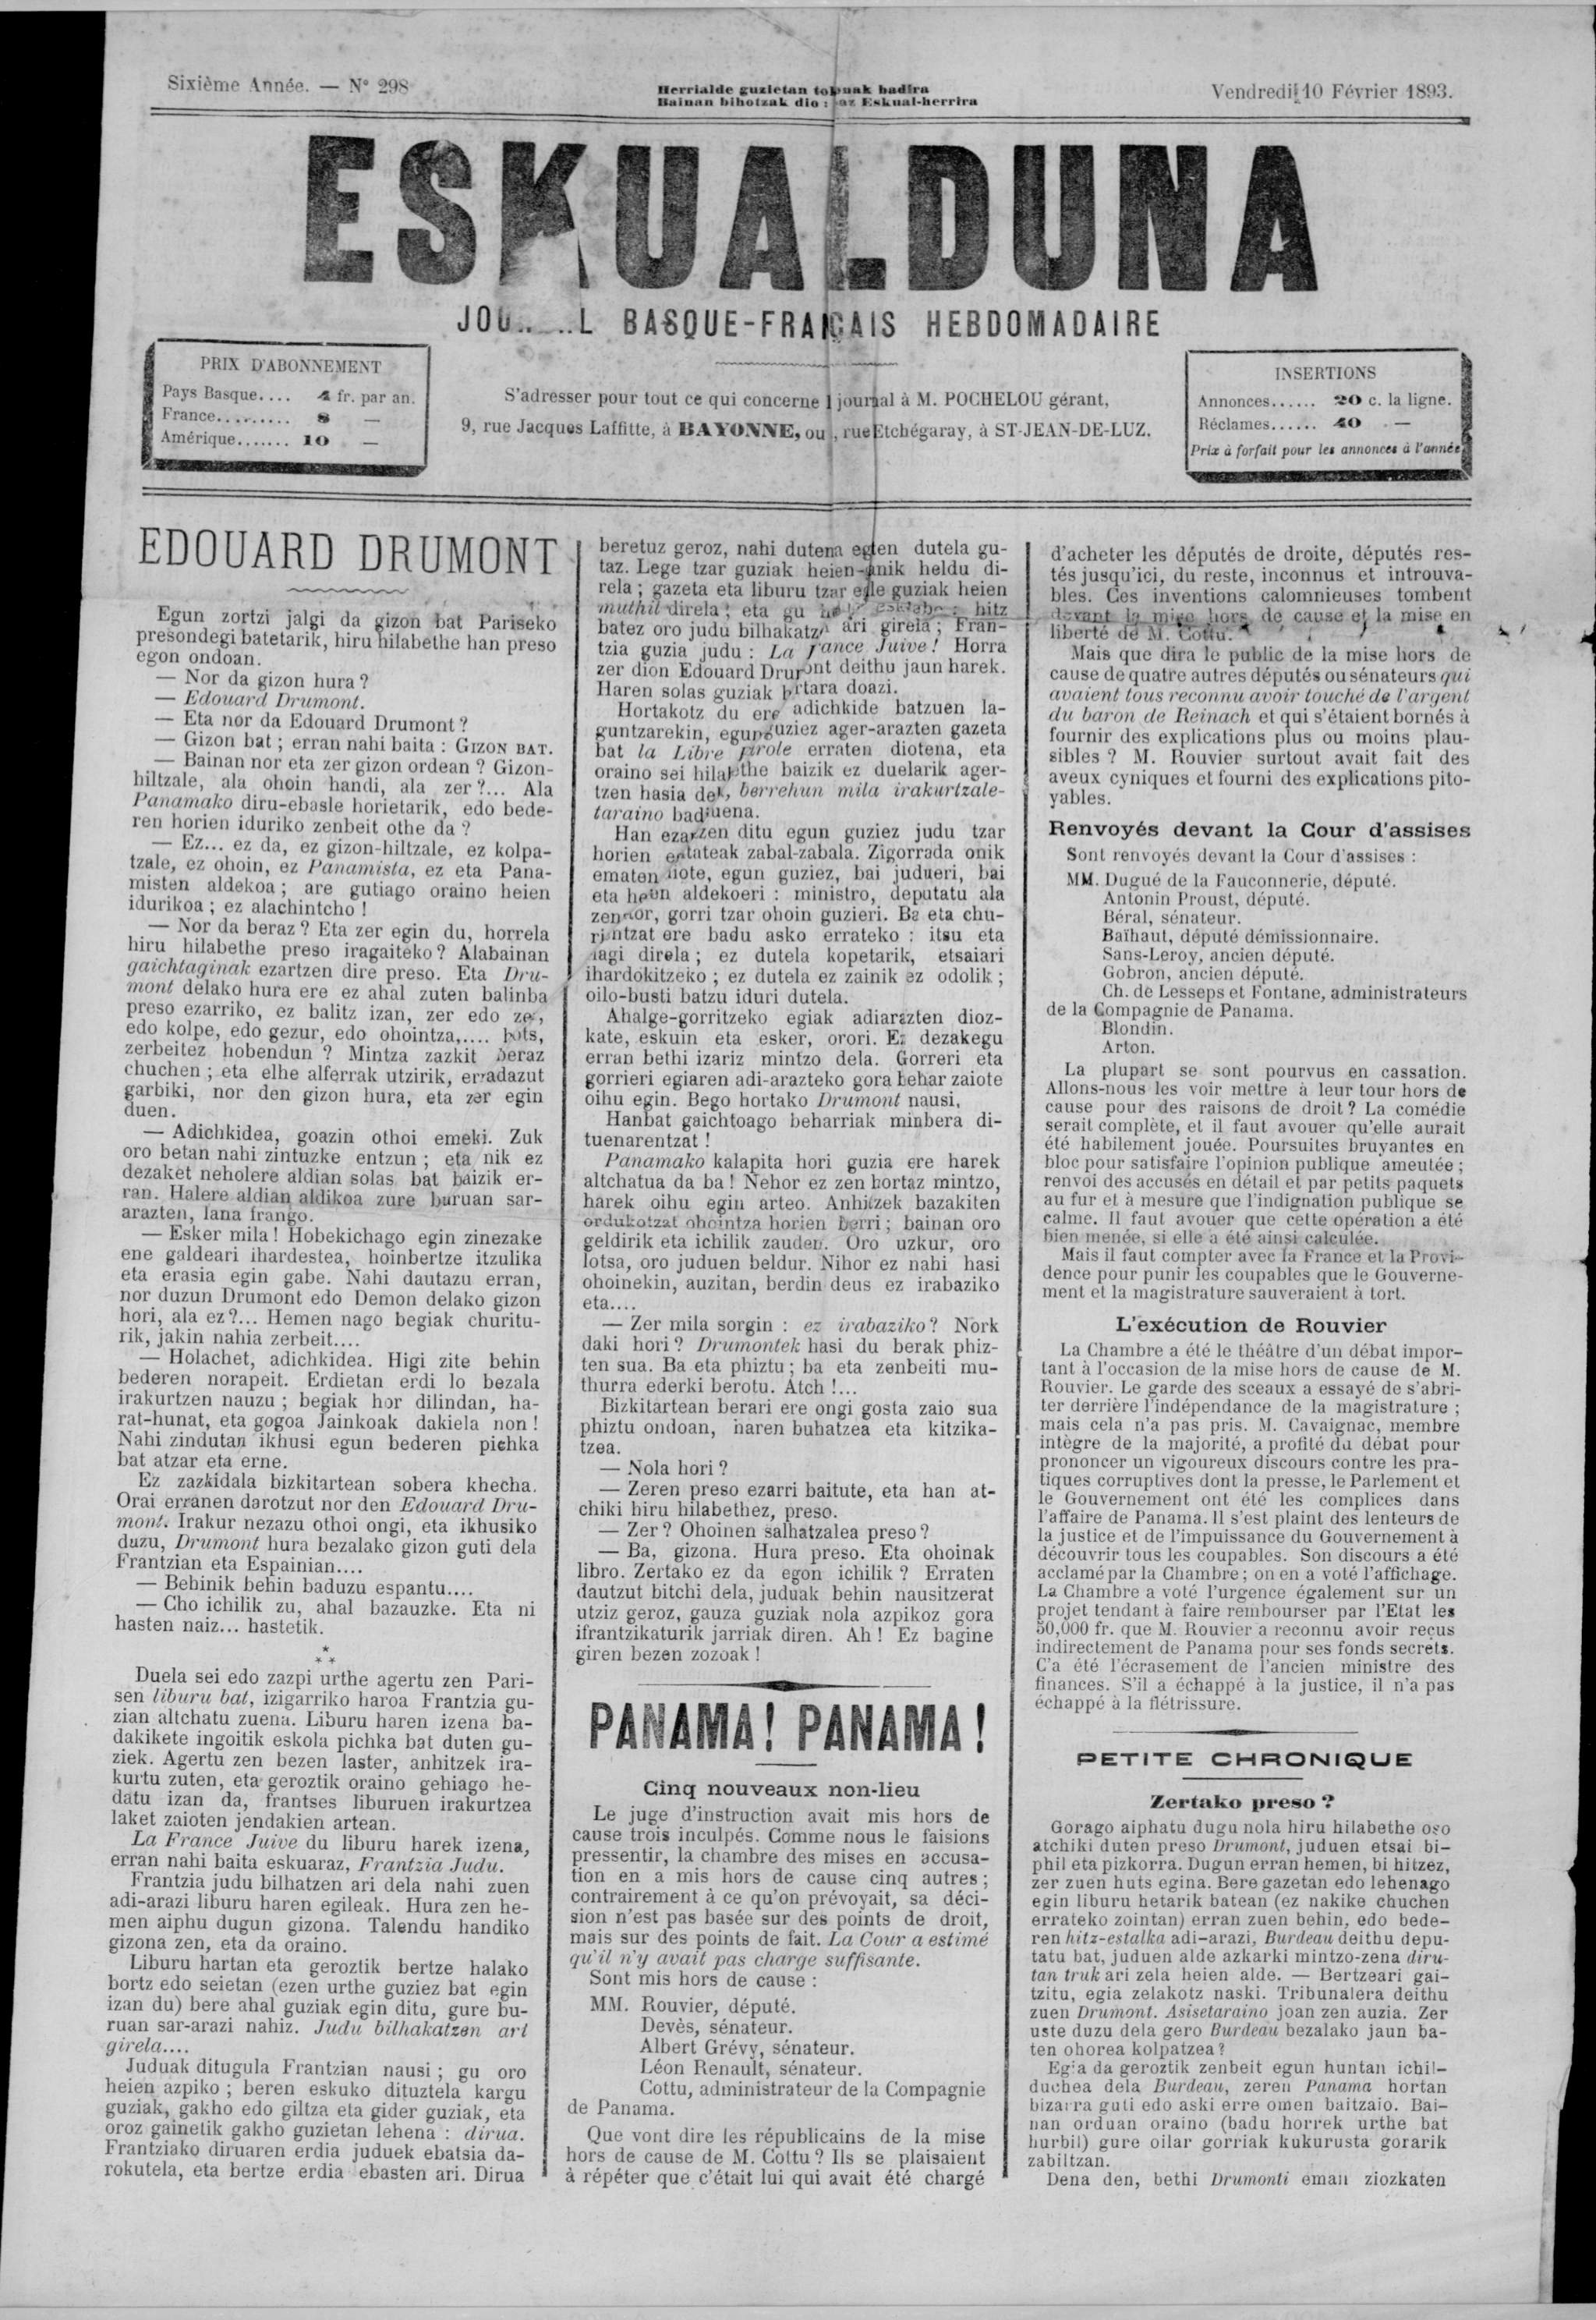 Sixième Année. — N° 298
Herrialde guzietan tokuak badira
Bainan bihotzak dio: az Eskual-herrira
Vendredi 10 Février 1893.
ESKUALDUNA
BASQUE-FRANÇAIS HEBDOMADAIRE
PRIX D'ABONNEMENT
Pays Basque.... 4 fr. par an.
France......... 8 —
Amérique....... 10 —
S'adresser pour tout ce qui concerne journal à M. POCHELOU gérant,
9, rue Jacques Laffitte, à BAYONNE, ou , rue Etchégaray, à ST-JEAN-DE-LUZ.
INSERTIONS
Annonces...... 20 c. la ligne.
Réclames...... 40 —
Prix à forfait pour les annonces à l'année
EDOUARD DRUMONT
Egun zortzi jalgi da gizon bat Pariseko
presondegi batetarik, hiru hilabethe han preso
egon ondoan.
— Nor da gizon hura?
— Edouard Drumont.
— Eta nor da Edouard Drumont?
— Gizon bat; erran nahi baita: GIZON BAT.
— Bainan nor eta zer gizon ordean? Gizon-
hiltzale, ala ohoin handi, ala zer?... Ala
Panamako diru-ebasle horietarik, edo bede-
ren horien iduriko zenbeit othe da?
— Ez... ez da, ez gizon-hiltzale, ez kolpa-
tzale, ez ohoin, ez Panamista, ez eta Pana-
misten aldekoa; are gutiago oraino heien
idurikoa; ez alachintcho!
— Nor da beraz? Eta zer egin du, horrela
hiru hilabethe preso iragaiteko? Alabainan
gaichtaginak ezartzen dire preso. Eta Dru-
mont delako hura ere ez ahal zuten balinba
preso ezarriko, ez balitz izan, zer edo zer,
edo kolpe, edo gezur, edo ohointza,.... hots,
zerbeitez hobendun? Mintza zazkit beraz
chuchen; eta elhe alferrak utzirik, erradazut
garbiki, nor den gizon hura, eta zer egin
duen.
— Adichkidea, goazin othoi emeki. Zuk
oro betan nahi zintuzke entzun; eta nik ez
dezaket neholere aldian solas bat baizik er-
ran. Halere aldian aldikoa zure buruan sar-
arazten, lana frango.
— Esker mila! Hobekichago egin zinezake
ene galdeari ihardestea, hoinbertze itzulika
eta erasia egin gabe. Nahi dautazu erran,
nor duzun Drumont edo Demon delako gizon
hori, ala ez?... Hemen nago begiak churitu-
rik, jakin nahia zerbeit....
— Holachet, adichkidea. Higi zite behin
bederen norapeit. Erdietan erdi lo bezala
irakurtzen nauzu; begiak hor dilindan, ha-
rat-hunat, eta gogoa Jainkoak dakiela non!
Nahi zindutan ikhusi egun bederen pichka
bat atzar eta erne.
Ez zazkidala bizkitartean sobera khecha.
Orai erranen darotzut nor den Edouard Dru-
mont. Irakur nezazu othoi ongi, eta ikhusiko
duzu, Drumont hura bezalako gizon guti dela
Frantzian eta Espainian....
— Behinik behin baduzu espantu....
— Cho ichilik zu, ahal bazauzke. Eta ni
hasten naiz... hastetik.
* * *
Duela sei edo zazpi urthe agertu zen Pari-
sen liburu bat, izigarriko haroa Frantzia gu-
zian altchatu zuena. Liburu haren izena ba-
dakikete ingoitik eskola pichka bat duten gu-
ziek. Agertu zen bezen laster, anhitzek ira-
kurtu zuten, eta geroztik oraino gehiago he-
datu izan da, frantses liburuen irakurtzea
laket zaioten jendakien artean.
La France Juive du liburu harek izena,
erran nahi baita eskuaraz, Frantzia Judu.
Frantzia judu bilhatzen ari dela nahi zuen
adi-arazi liburu haren egileak. Hura zen he-
men aiphu dugun gizona. Talendu handiko
gizona zen, eta da oraino.
Liburu hartan eta geroztik bertze halako
bortz edo seietan (ezen urthe guziez bat egin
izan du) bere ahal guziak egin ditu, gure bu-
ruan sar-arazi nahiz. Judu bilhakatzen ari
girela....
Juduak ditugula Frantzian nausi; gu oro
heien azpiko; beren eskuko dituztela kargu
guziak, gakho edo giltza eta gider guziak, eta
oroz gainetik gakho guzietan lehena: dirua.
Frantziako diruaren erdia juduek ebatsia da-
rokutela, eta bertze erdia ebasten ari. Dirua
beretuz geroz, nahi dutena egien dutela gu-
taz. Lege tzar guziak heien-ganik heldu di-
rela; gazeta eta liburu tzar egile guziak heien
muthil direla; eta gu heien esklabo: hitz
batez oro judu bilhakatzen ari girela; Fran-
tzia guzia judu: La France Juive! Horra
zer dion Edouard Drumont deithu jaun harek.
Haren solas guziak hortara doazi.
Hortakotz du ere adichkide batzuen la-
guntzarekin, egun guziez ager-arazten gazeta
bat la Libre Parole erraten diotena, eta
oraino sei hilabethe baizik ez duelarik ager-
tzen hasia dela, berrehun mila irakurtzale-
taraino badituena.
Han ezartzen ditu egun guziez judu tzar
horien ertateak zabal-zabala. Zigorrada onik
ematen diote, egun guziez, bai judueri, bai
eta heien aldekoeri: ministro, deputatu ala
zenator, gorri tzar ohoin guzieri. Ba eta chu-
rientzat ere badu asko errateko: itsu eta
nagi direla; ez dutela kopetarik, etsaiari
ihardokitzeko; ez dutela ez zainik ez odolik;
oilo-busti batzu iduri dutela.
Ahalge-gorritzeko egiak adiarazten dioz-
kate, eskuin eta esker, orori. Ez dezakegu
erran bethi izariz mintzo dela. Gorreri eta
gorrieri egiaren adi-arazteko gora behar zaiote
oihu egin. Bego hortako Drumont nausi,
Hanbat gaichtoago beharriak minbera di-
tuenarentzat!
Panamako kalapita hori guzia ere harek
altchatua da ba! Nehor ez zen hortaz mintzo,
harek oihu egin arteo. Anhitzek bazakiten
ordukotzat ohointza horien berri; bainan oro
geldirik eta ichilik zauden. Oro uzkur, oro
lotsa, oro juduen beldur. Nihor ez nahi hasi
ohoinekin, auzitan, berdin deus ez irabaziko
eta....
— Zer mila sorgin: ez irabaziko? Nork
daki hori? Drumontek hasi du berak phiz-
ten sua. Ba eta phiztu; ba eta zenbeiti mu-
thurra ederki berotu. Atch!...
Bizkitartean berari ere ongi gosta zaio sua
phiztu ondoan, haren buhatzea eta kitzika-
tzea.
— Nola hori?
— Zeren preso ezarri baitute, eta han at-
chiki hiru hilabethez, preso.
— Zer? Ohoinen salhatzalea preso?
— Ba, gizona. Hura preso. Eta ohoinak
libro. Zertako ez da egon ichilik? Erraten
dautzut bitchi dela, juduak behin nausitzerat
utziz geroz, gauza guziak nola azpikoz gora
ifrantzikaturik jarriak diren. Ah! Ez bagine
giren bezen zozoak!
PANAMA! PANAMA!
Cinq nouveaux non-lieu
Le juge d'instruction avait mis hors de
cause trois inculpés. Comme nous le faisions
pressentir, la chambre des mises en accusa-
tion en a mis hors de cause cinq autres;
contrairement à ce qu'on prévoyait, sa déci-
sion n'est pas basée sur des points de droit,
mais sur des points de fait. La Cour a estimé
qu'il n'y avait pas charge suffisante.
Sont mis hors de cause:
MM. Rouvier, député.
Devès, sénateur.
Albert Grévy, sénateur.
Léon Renault, sénateur.
Cottu, administrateur de la Compagnie
de Panama.
Que vont dire les républicains de la mise
hors de cause de M. Cottu? Ils se plaisaient
à répéter que c'était lui qui avait été chargé
d'acheter les députés de droite, députés res-
tés jusqu'ici, du reste, inconnus et introuva-
bles. Ces inventions calomnieuses tombent
devant la mise hors de cause et la mise en
liberté de M. Cottu.
Mais que dira le public de la mise hors de
cause de quatre autres députés ou sénateurs qui
avaient tous reconnu avoir touché de l'argent
du baron de Reinach et qui s'étaient bornés à
fournir des explications plus ou moins plau-
sibles? M. Rouvier surtout avait fait des
aveux cyniques et fourni des explications pito-
yables.
Renvoyés devant la Cour d'assises
Sont renvoyés devant la Cour d'assises:
MM. Dugué de la Fauconnerie, député.
Antonin Proust, député.
Béral, sénateur.
Baïhaut, député démissionnaire.
Sans-Leroy, ancien député.
Gobron, ancien député.
Ch. de Lesseps et Fontane, administrateurs
de la Compagnie de Panama.
Blondin.
Arton.
La plupart se sont pourvus en cassation.
Allons-nous les voir mettre à leur tour hors de
cause pour des raisons de droit? La comédie
serait complète, et il faut avouer qu'elle aurait
été habilement jouée. Poursuites bruyantes en
bloc pour satisfaire l'opinion publique ameutée;
renvoi des accusés en détail et par petits paquets
au fur et à mesure que l'indignation publique se
calme. Il faut avouer que cette opération a été
bien menée, si elle a été ainsi calculée.
Mais il faut compter avec la France et la Provi-
dence pour punir les coupables que le Gouverne-
ment et la magistrature sauveraient à tort.
L'exécution de Rouvier
La Chambre a été le théâtre d'un débat impor-
tant à l'occasion de la mise hors de cause de M.
Rouvier. Le garde des sceaux a essayé de s'abri-
ter derrière l'indépendance de la magistrature;
mais cela n'a pas pris. M. Cavaignac, membre
intègre de la majorité, a profité du débat pour
prononcer un vigoureux discours contre les pra-
tiques corruptives dont la presse, le Parlement et
le Gouvernement ont été les complices dans
l'affaire de Panama. Il s'est plaint des lenteurs de
la justice et de l'impuissance du Gouvernement à
découvrir tous les coupables. Son discours a été
acclamé par la Chambre; on en a voté l'affichage.
La Chambre a voté l'urgence également sur un
projet tendant à faire rembourser par l'Etat les
50,000 fr. que M. Rouvier a reconnu avoir reçus
indirectement de Panama pour ses fonds secrets.
C'a été l'écrasement de l'ancien ministre des
finances. S'il a échappé à la justice, il n'a pas
échappé à la flétrissure.
PETITE CHRONIQUE
Zertako preso?
Gorago aiphatu dugu nola hiru hilabethe oso
atchiki duten preso Drumont, juduen etsai bi-
phil eta pizkorra. Dugun erran hemen, bi hitzez,
zer zuen huts egina. Bere gazetan edo lehenago
egin liburu hetarik batean (ez nakike chuchen
errateko zointan) erran zuen behin, edo bede-
ren hitz-estalka adi-arazi, Burdeau deithu depu-
tatu bat, juduen alde azkarki mintzo-zena diru-
tan truk ari zela heien alde. — Bertzeari gai-
tzitu, egia zelakotz naski. Tribunalera deithu
zuen Drumont. Asisetaraino joan zen auzia. Zer
uste duzu dela gero Burdeau bezalako jaun ba-
ten ohorea kolpatzea?
Egia da geroztik zenbeit egun huntan ichil-
duchea dela Burdeau, zeren Panama hortan
bizarra guti edo aski erre omen baitzaio. Bai-
nan orduan oraino (badu horrek urthe bat
hurbil) gure oilar gorriak kukurusta gorarik
zabiltzan.
Dena den, bethi Drumonti eman ziozkaten